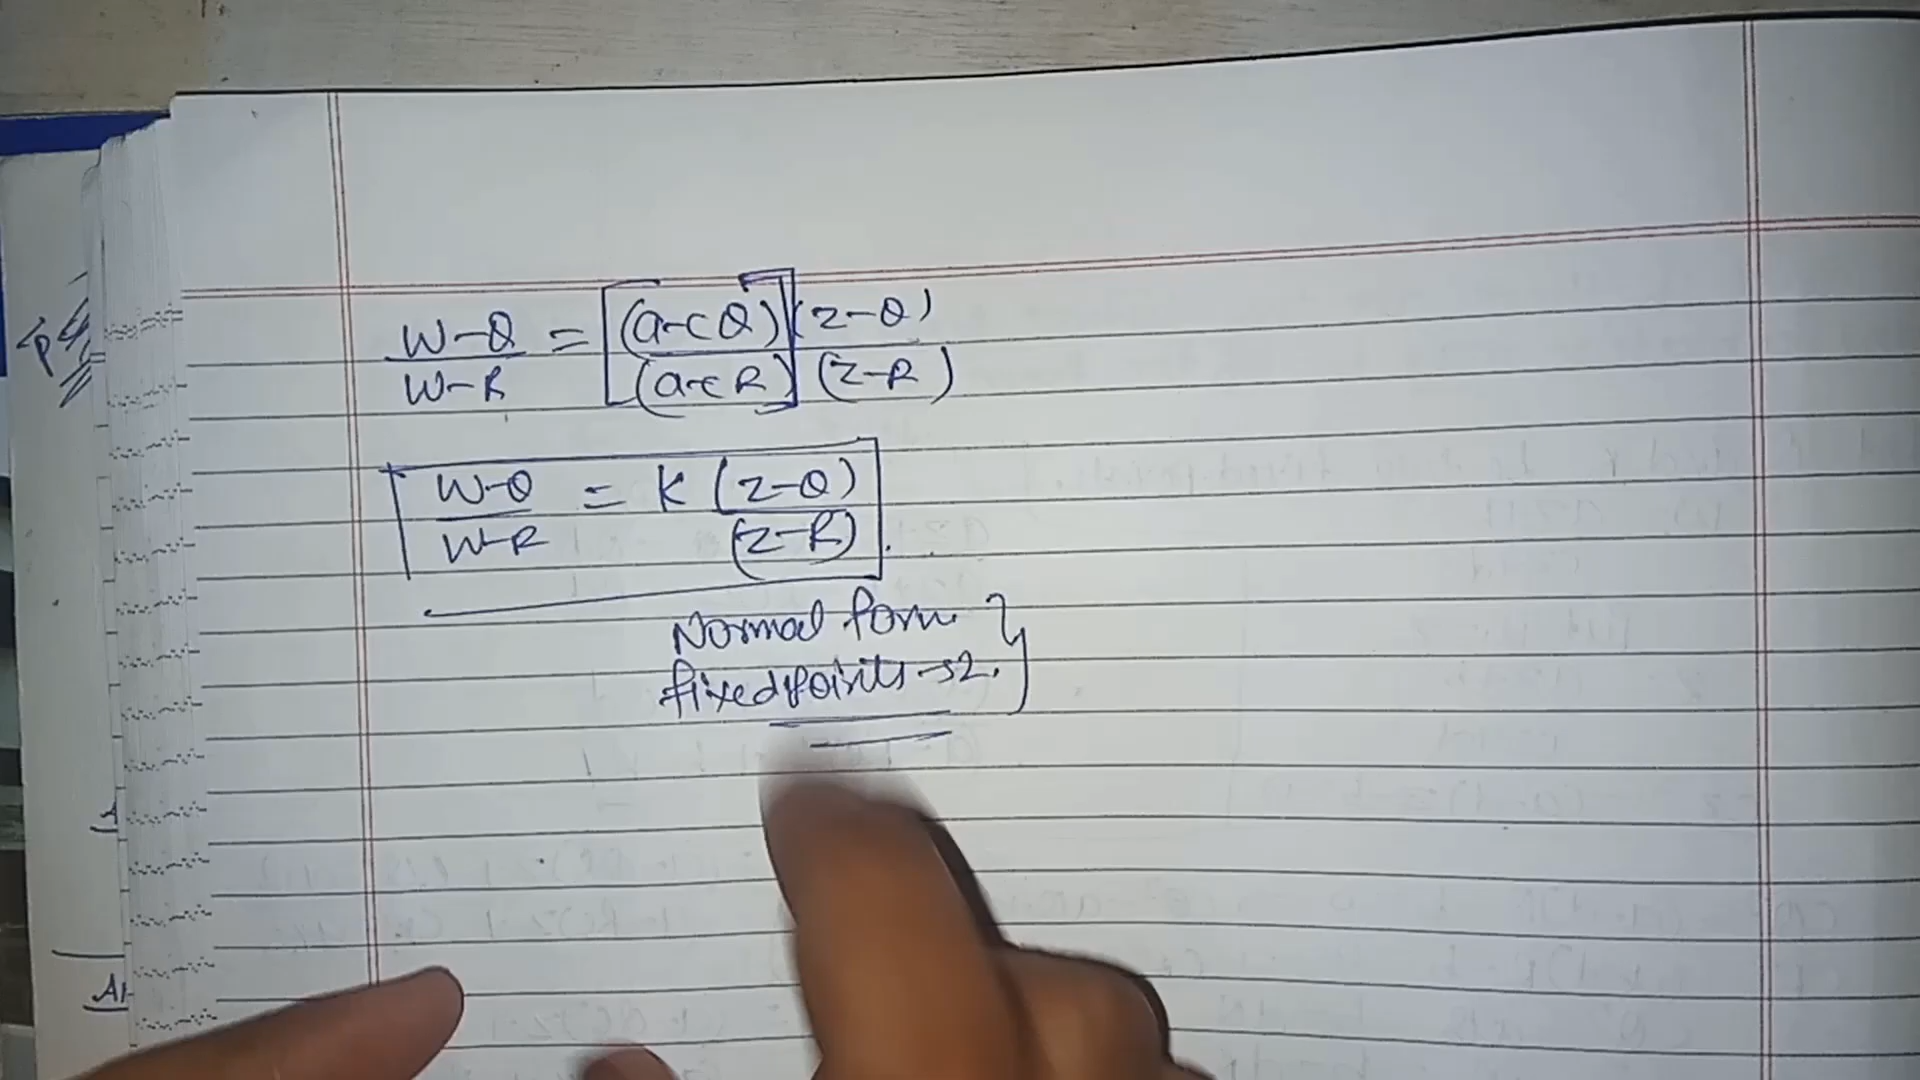 W-Q = (a-cQ)(z-Q)
W-R (a-cR) (z-R)
W-Q = K (z-Q)
W-R (z-R).
Normal form
fixed points → 2.